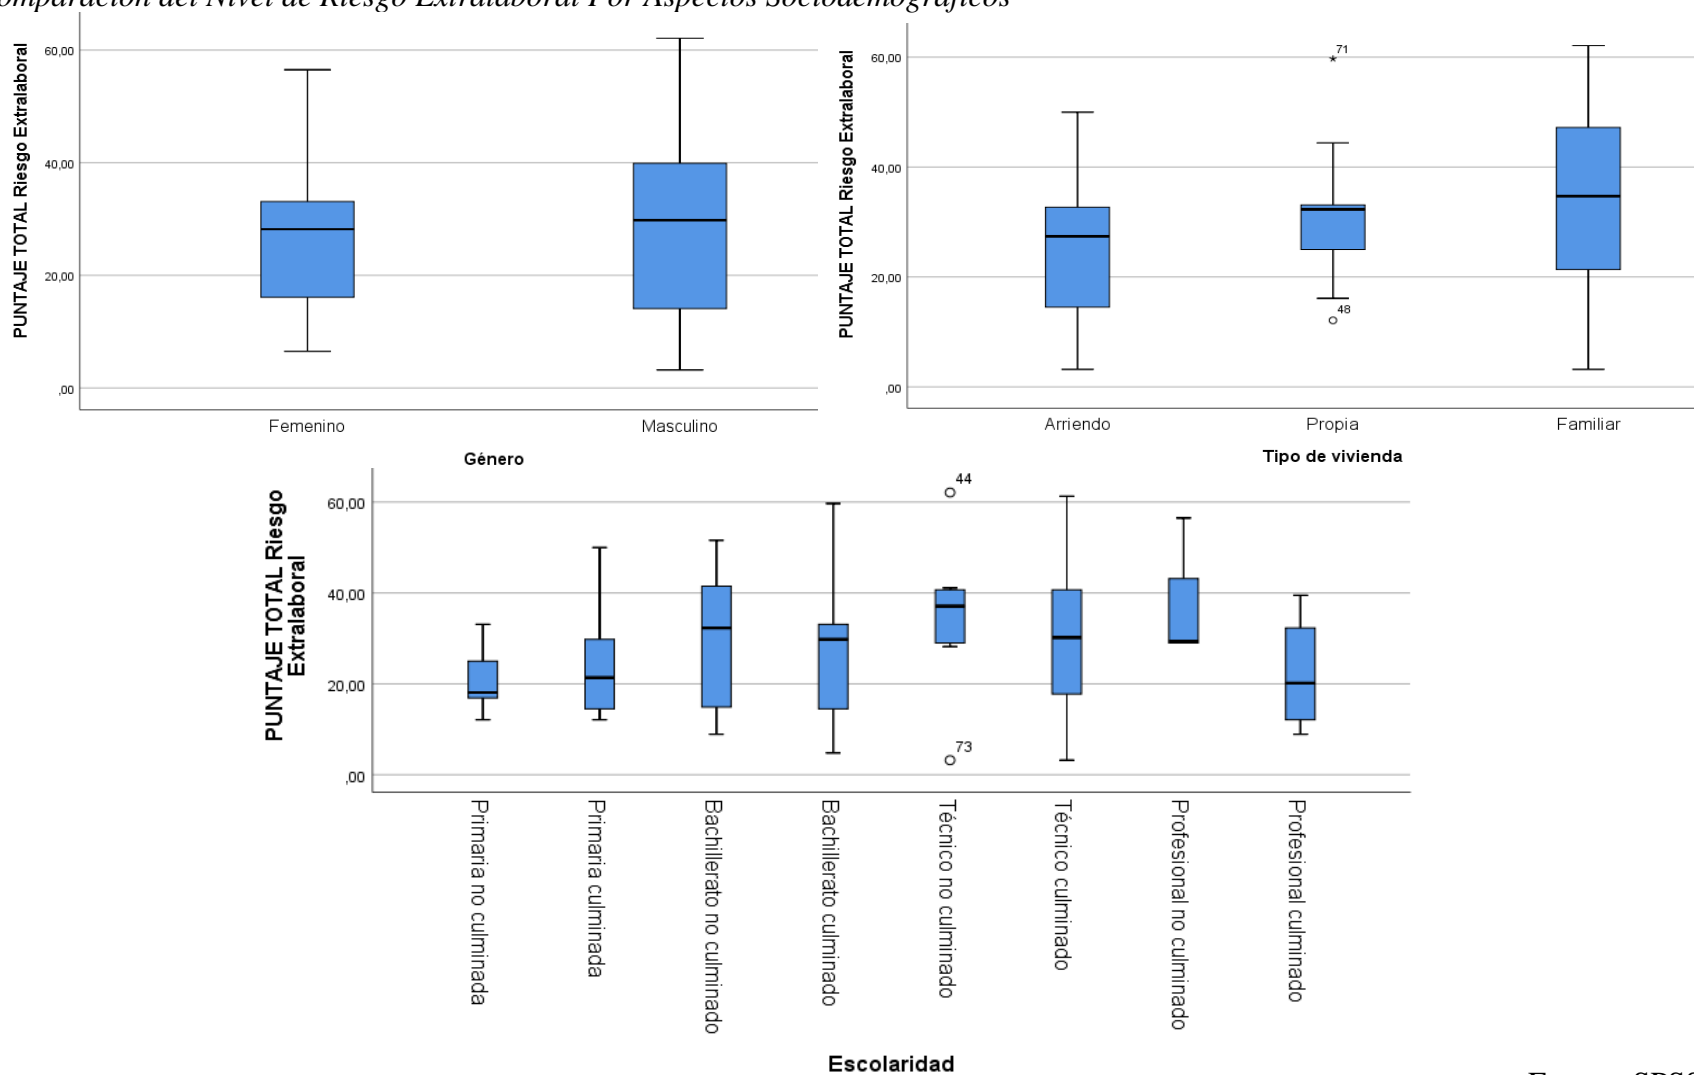 Comparación del Nivel de Riesgo Extralaboral Por Aspectos Sociodemográficos
PUNTAJE TOTAL Riesgo Extralaboral
60,00
40,00
20,00
,00
Femenino
Masculino
Género
PUNTAJE TOTAL Riesgo Extralaboral
60,00
40,00
20,00
,00
71
48
Arriendo
Propia
Familiar
Tipo de vivienda
PUNTAJE TOTAL Riesgo
Extralaboral
60,00
40,00
20,00
,00
44
73
Primaria no culminada
Primaria culminada
Bachillerato no culminado
Bachillerato culminado
Técnico no culminado
Técnico culminado
Profesional no culminado
Profesional culminado
Escolaridad